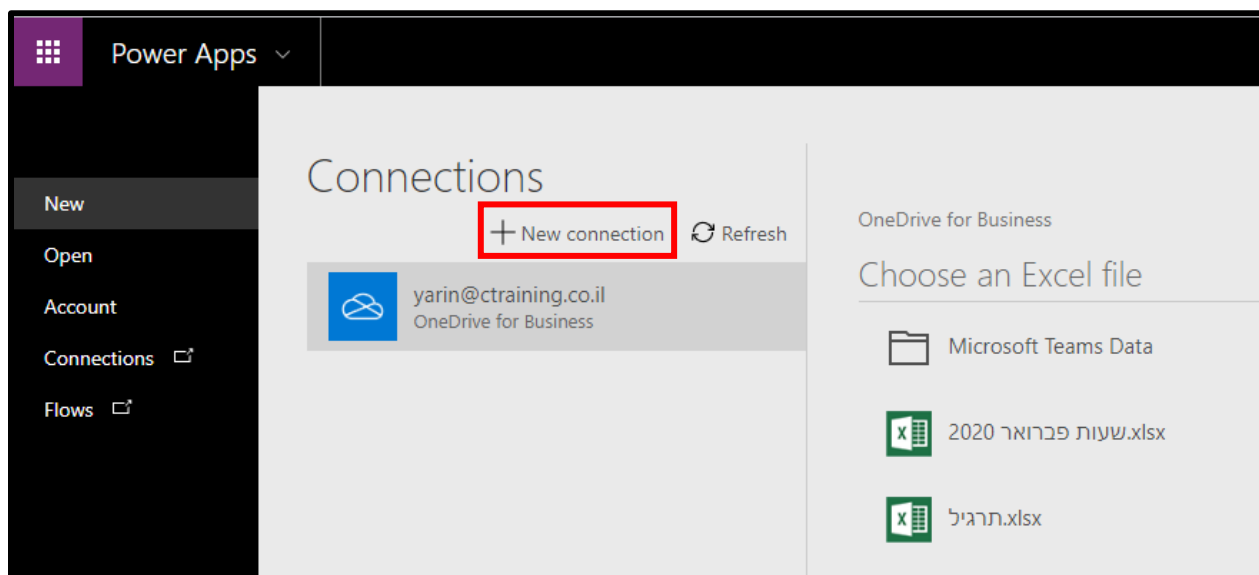 Power Apps
New
Open
Account
Connections
Flows
Connections
New connection
Refresh
yarin@ctraining.co.il
OneDrive for Business
OneDrive for Business
Choose an Excel file
Microsoft Teams Data
שעות פברואר 2020.xlsx
תרגיל.xlsx